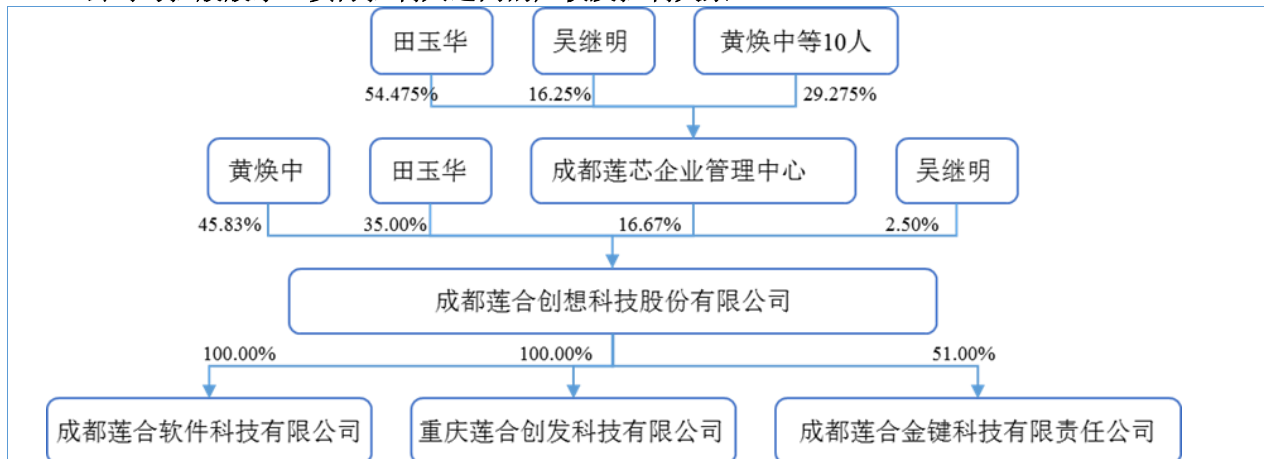 田玉华
吴继明
黄焕中等10人
54.475%
16.25%
29.275%
黄焕中
田玉华
成都莲芯企业管理中心
吴继明
45.83%
35.00%
16.67%
2.50%
成都莲合创想科技股份有限公司
100.00%
100.00%
51.00%
成都莲合软件科技有限公司
重庆莲合创发科技有限公司
成都莲合金键科技有限责任公司